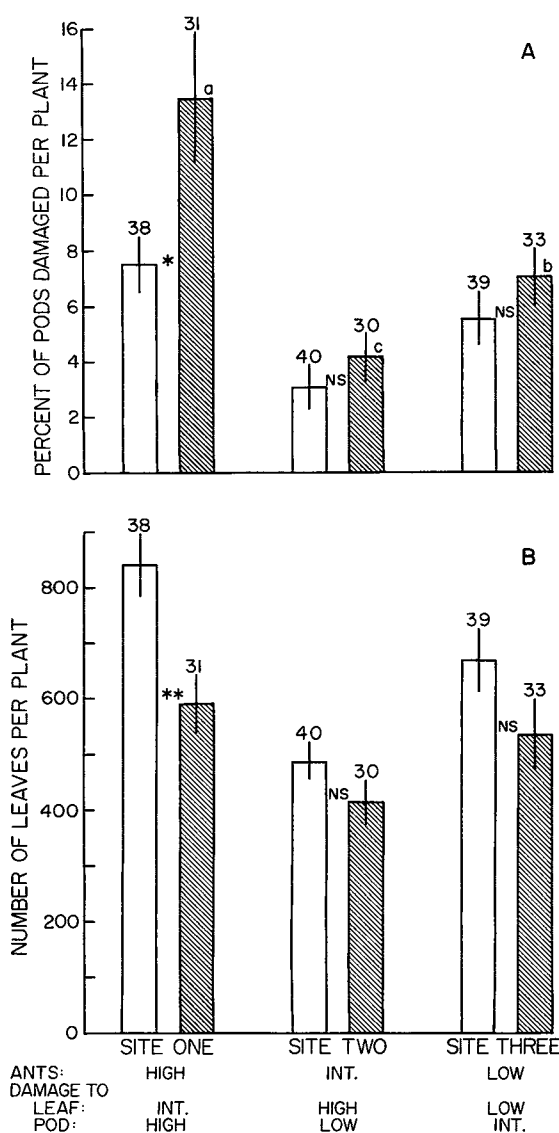 A
PERCENT OF PODS DAMAGED PER PLANT
16
14
12
10
8
6
4
2
0
38
*
31
a
40
NS
30
c
39
NS
33
b
B
NUMBER OF LEAVES PER PLANT
800
600
400
200
0
38
**
31
40
NS
30
39
NS
33
SITE ONE SITE TWO SITE THREE
ANTS: HIGH INT. LOW
DAMAGE TO
LEAF: INT. HIGH LOW
POD: HIGH LOW INT.